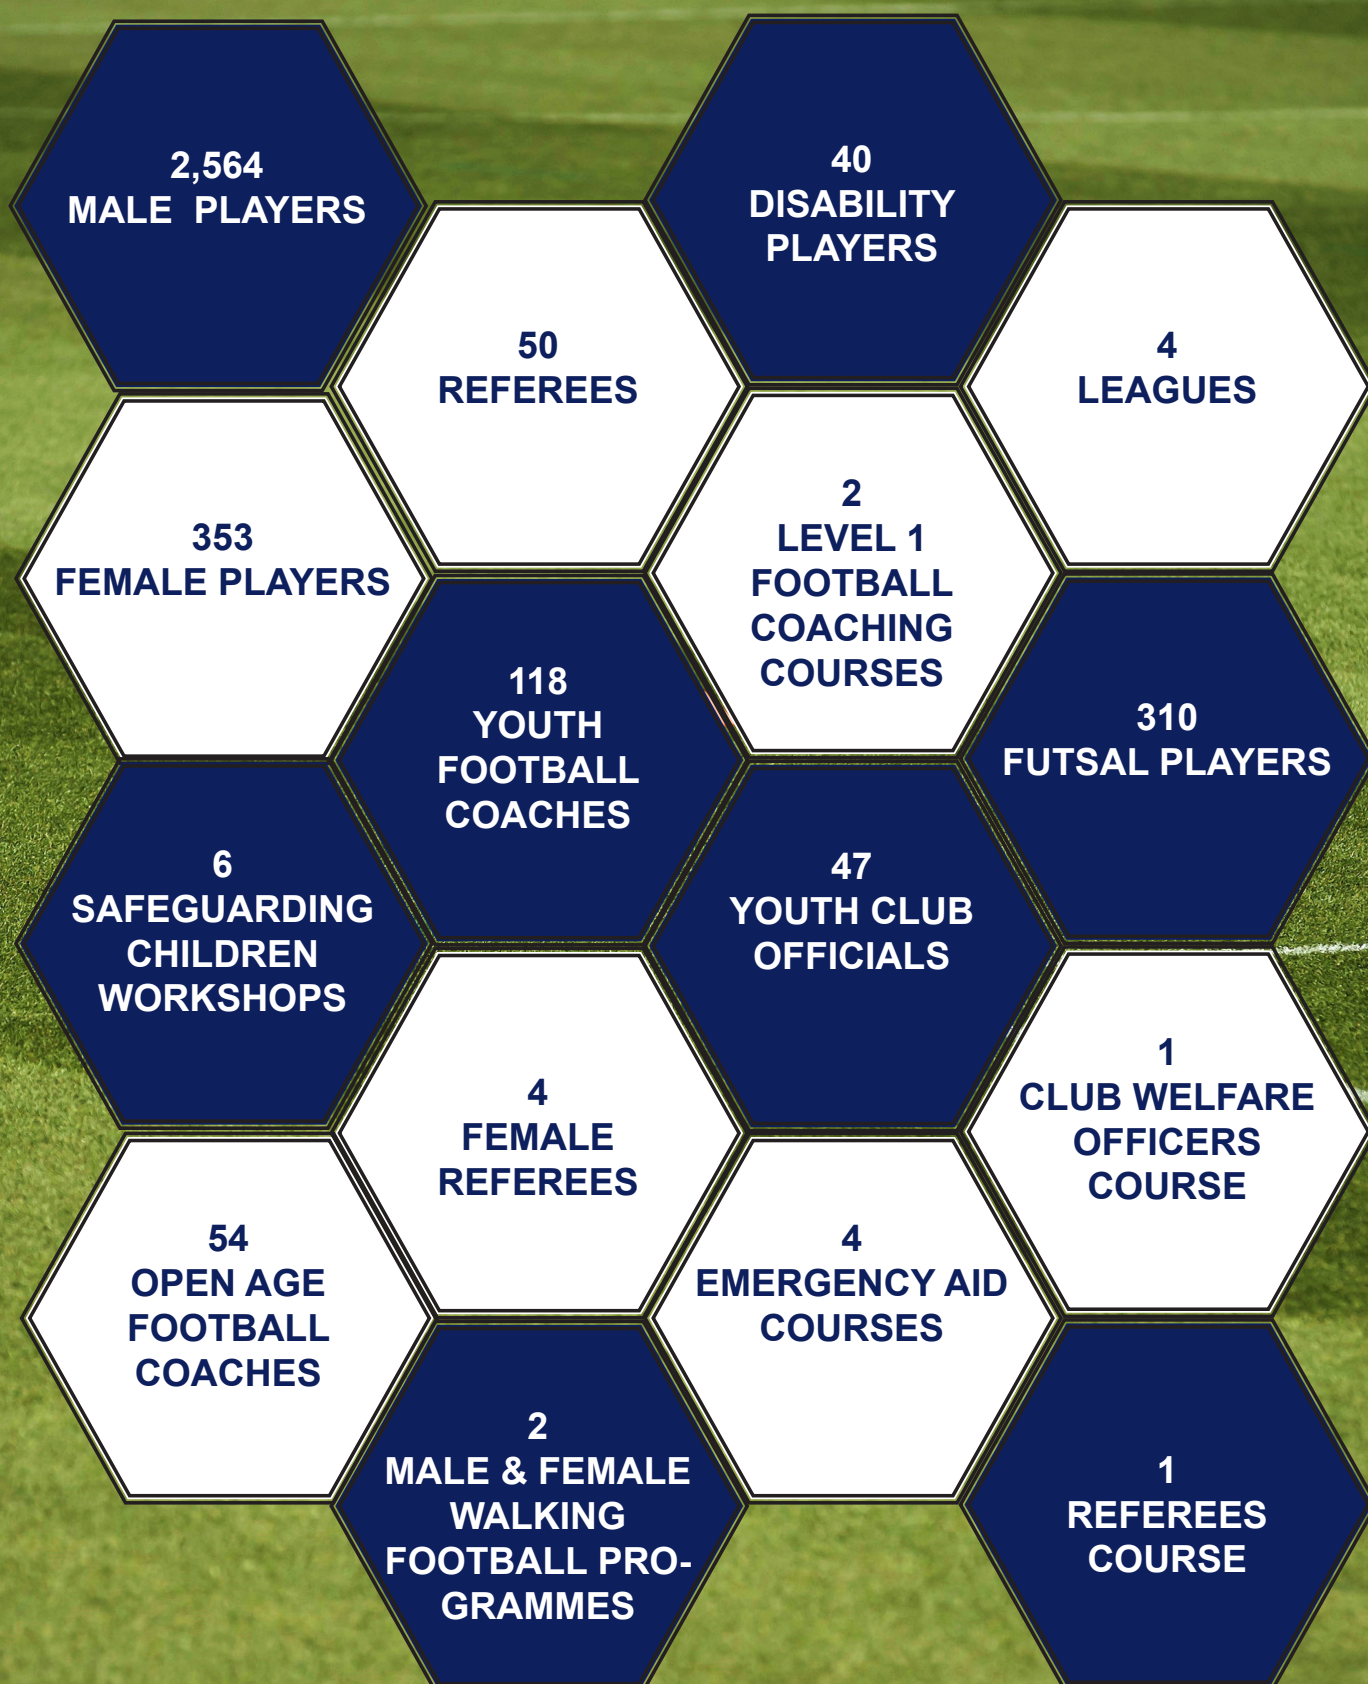 2,564
MALE PLAYERS
40
DISABILITY
PLAYERS
50
REFEREES
4
LEAGUES
353
FEMALE PLAYERS
2
LEVEL 1
FOOTBALL
COACHING
COURSES
118
YOUTH
FOOTBALL
COACHES
310
FUTSAL PLAYERS
6
SAFEGUARDING
CHILDREN
WORKSHOPS
47
YOUTH CLUB
OFFICIALS
4
FEMALE
REFEREES
1
CLUB WELFARE
OFFICERS
COURSE
54
OPEN AGE
FOOTBALL
COACHES
4
EMERGENCY AID
COURSES
2
MALE & FEMALE
WALKING
FOOTBALL PRO-
GRAMMES
1
REFEREES
COURSE